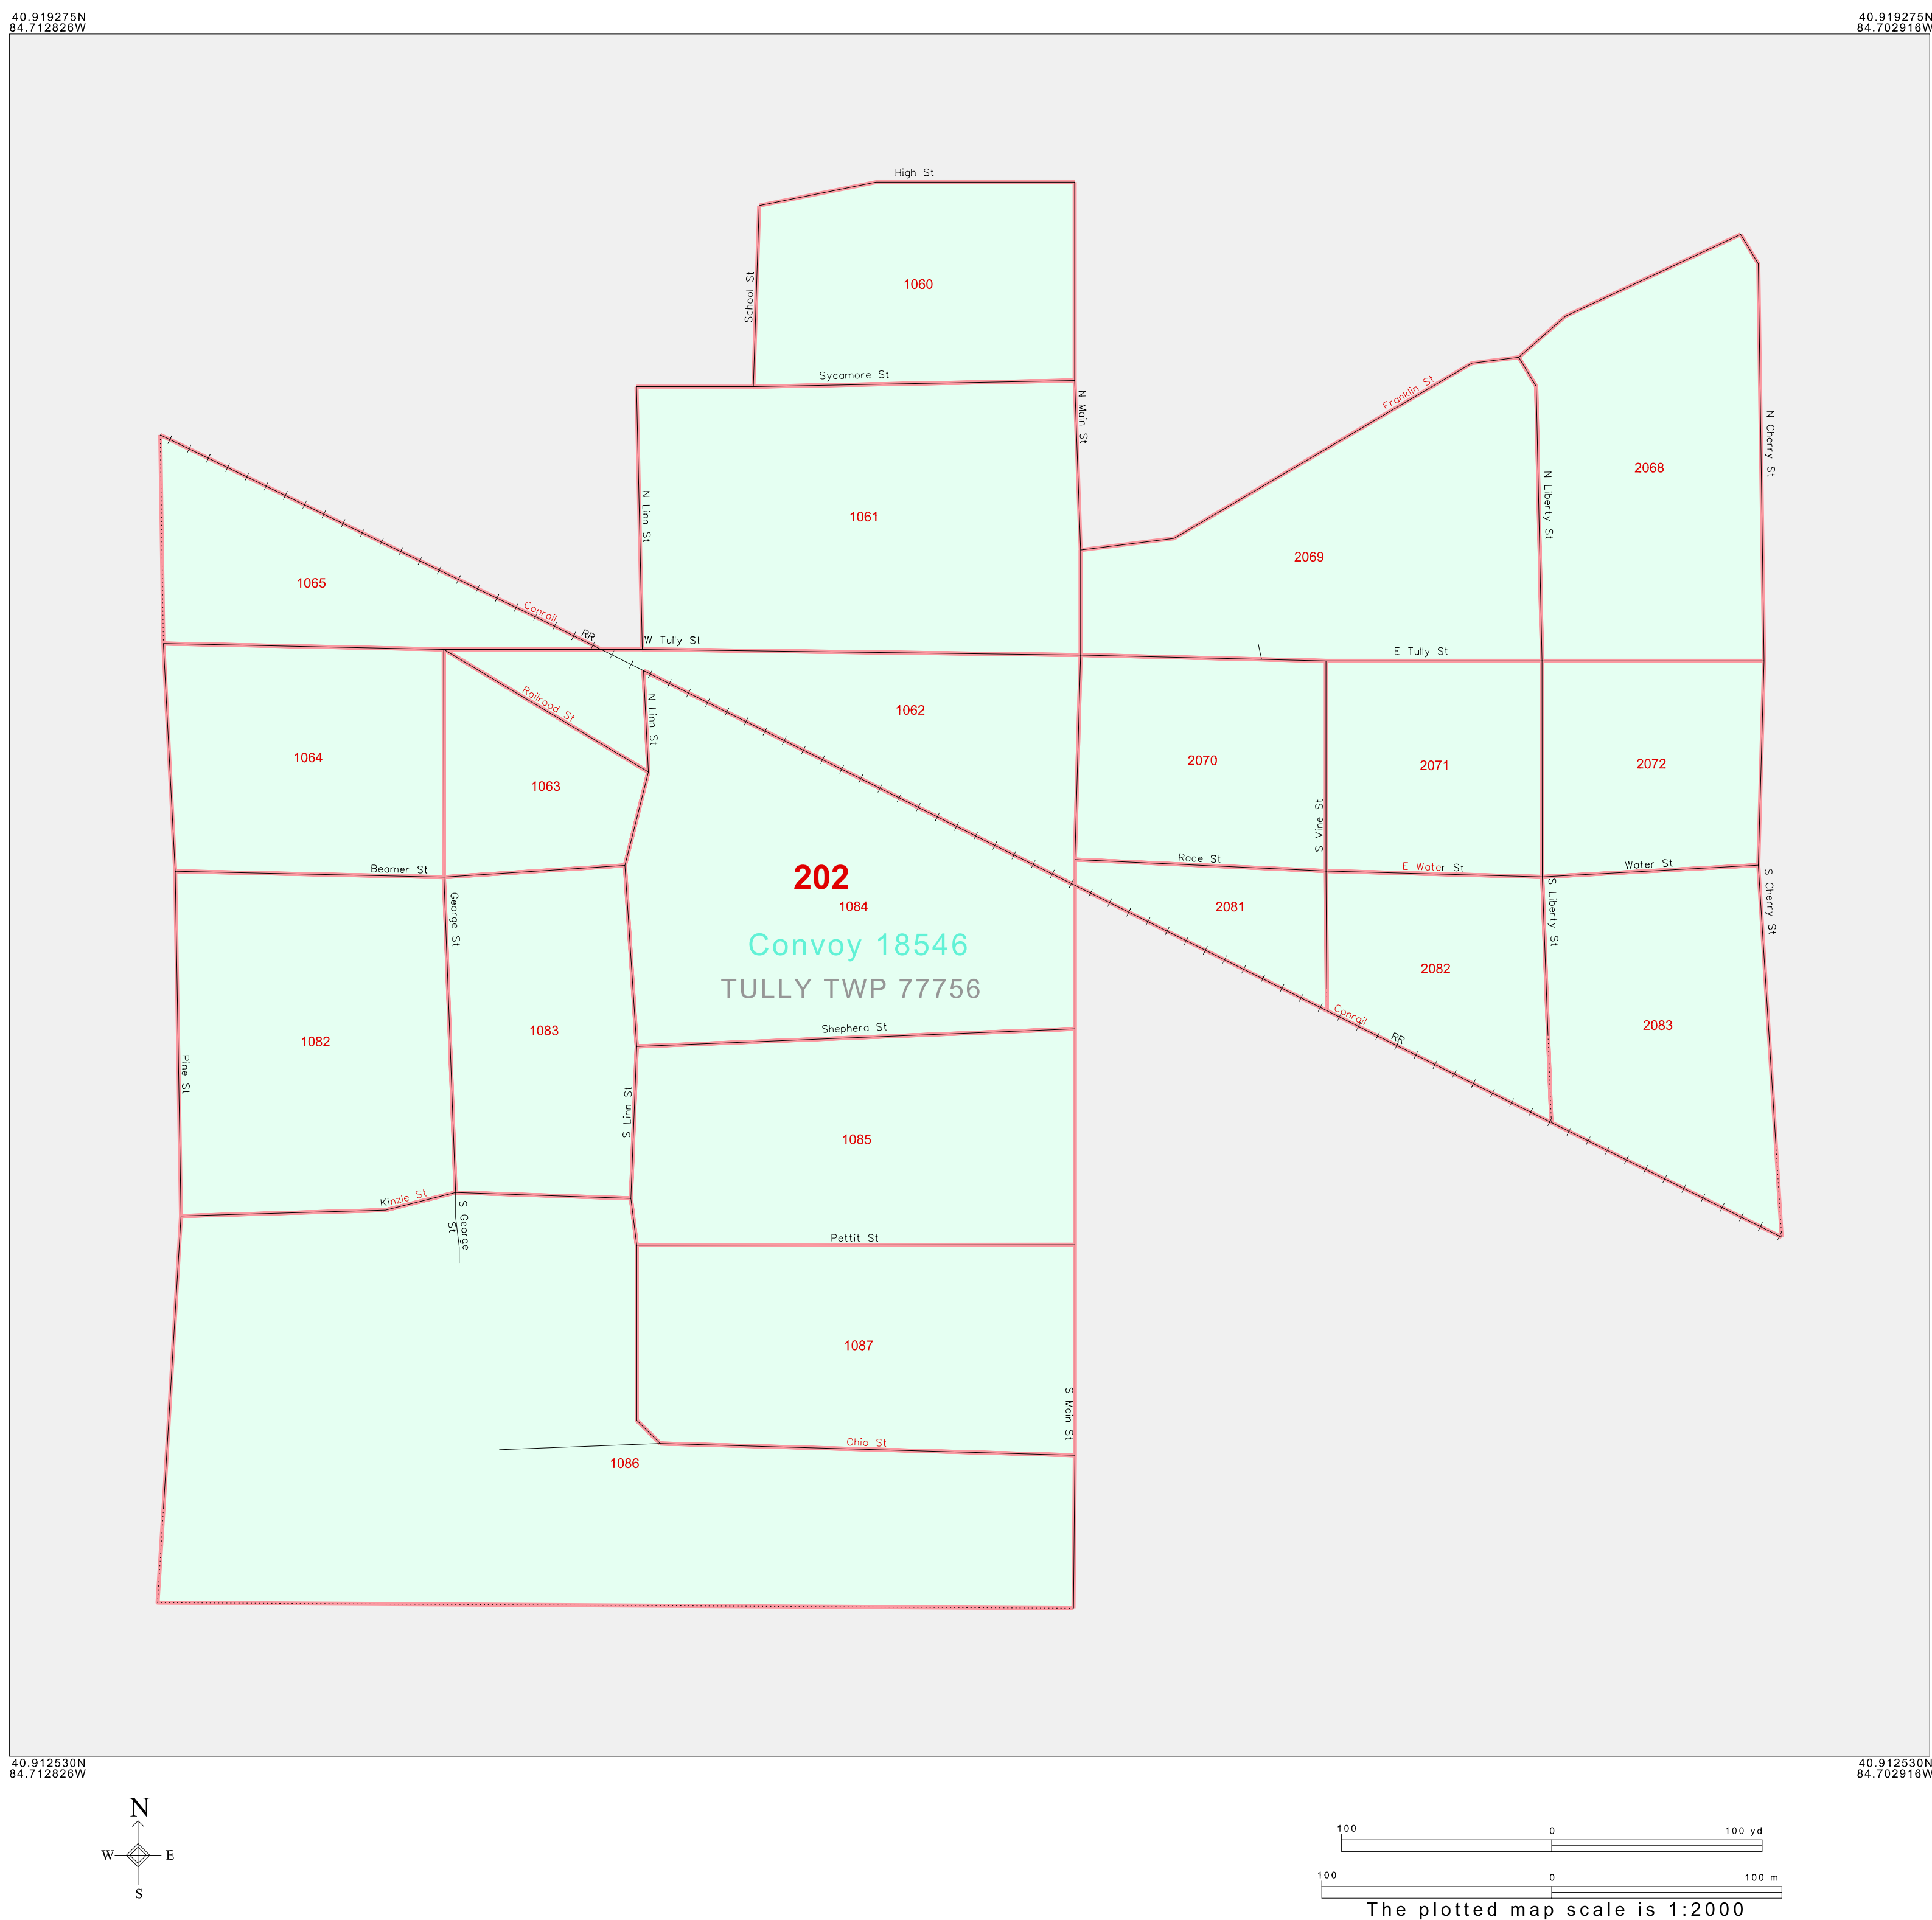 40.919275N
84.712826W
40.919275N
84.702916W
High St
School St
1060
Sycamore St
N Main St
Franklin St
N Cherry St
2068
N Liberty St
N Linn St
1061
2069
1065
Conrail
RR
W Tully St
E Tully St
Railroad St
N Linn St
1062
1064
1063
2070
2071
2072
S Vine St
Race St
E Water St
Water St
Beamer St
202
1084
2081
S Liberty St
S Cherry St
George St
Convoy 18546
TULLY TWP 77756
2082
Conrail
RR
2083
Shepherd St
1082
1083
Pine St
S Linn St
1085
Kinzle St
S George
St
Pettit St
1087
S Main St
Ohio St
1086
40.912530N
84.712826W
40.912530N
84.702916W
N
W E
S
100 0 100 yd
100 0 100 m
The plotted map scale is 1:2000